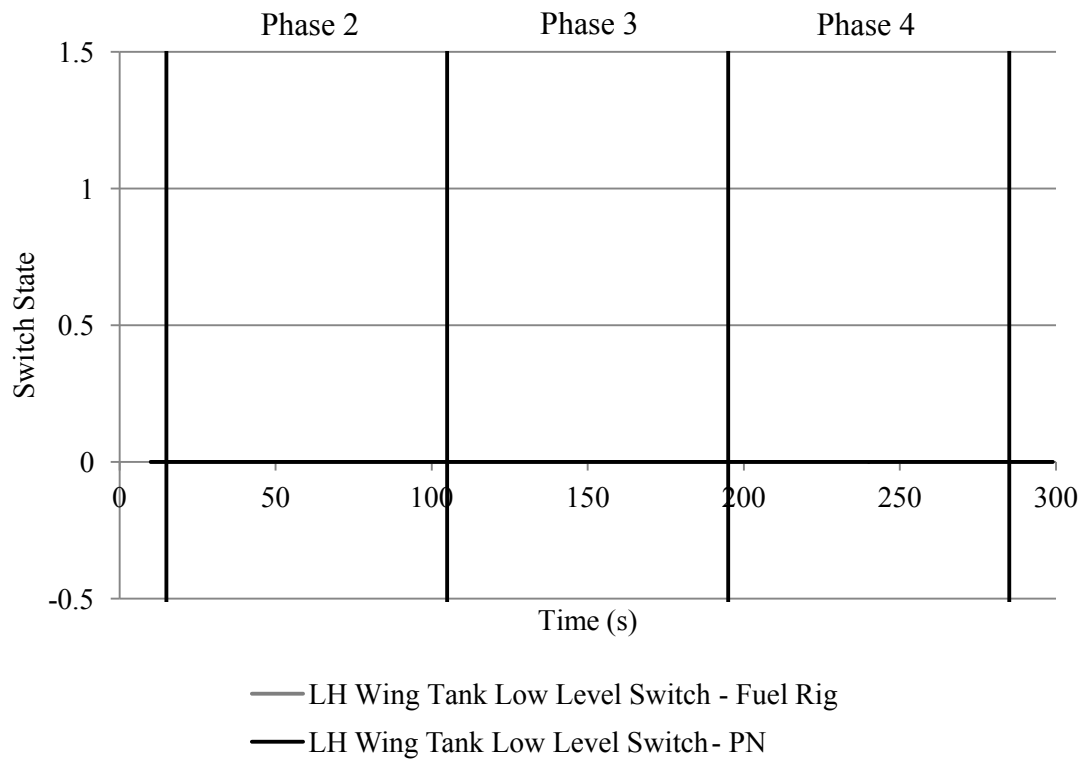 Phase 2 Phase 3 Phase 4
1.5
1
0.5
0
-0.5
Switch State
0 50 100 150 200 250 300
Time (s)
LH Wing Tank Low Level Switch - Fuel Rig
LH Wing Tank Low Level Switch - PN